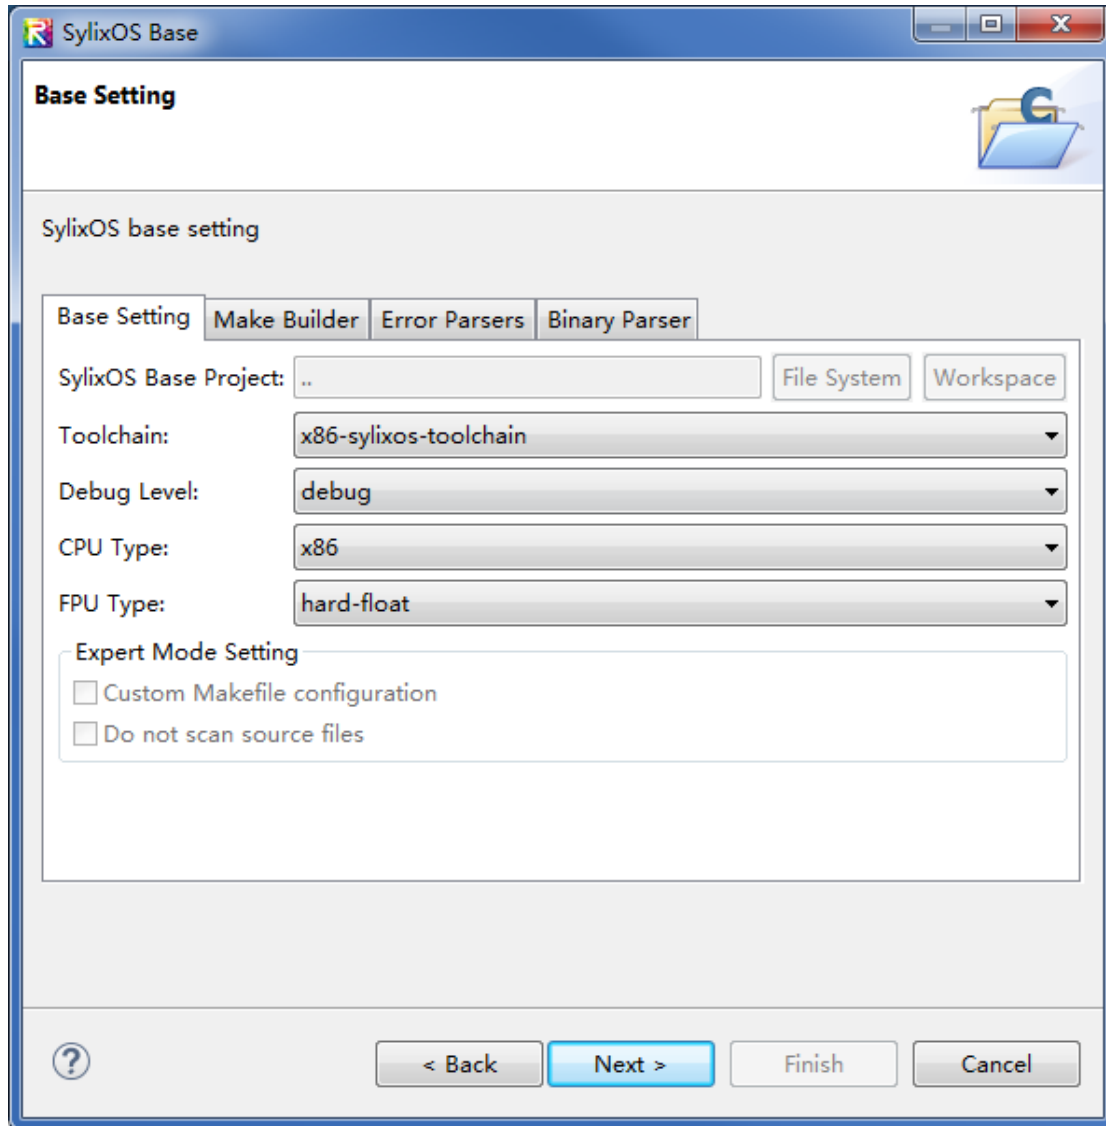 SylixOS Base
Base Setting
SylixOS base setting
Base Setting Make Builder Error Parsers Binary Parser
SylixOS Base Project: .. File System Workspace
Toolchain: x86-sylixos-toolchain
Debug Level: debug
CPU Type: x86
FPU Type: hard-float
Expert Mode Setting
Custom Makefile configuration
Do not scan source files
? < Back Next > Finish Cancel